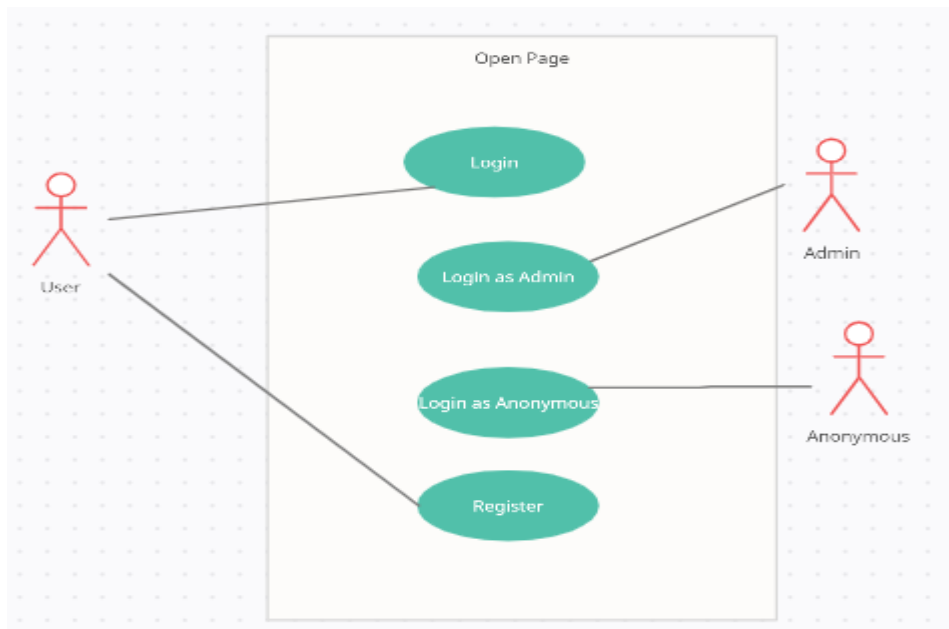 Open Page
Login
Login as Admin
Login as Anonymous
Register
User
Admin
Anonymous